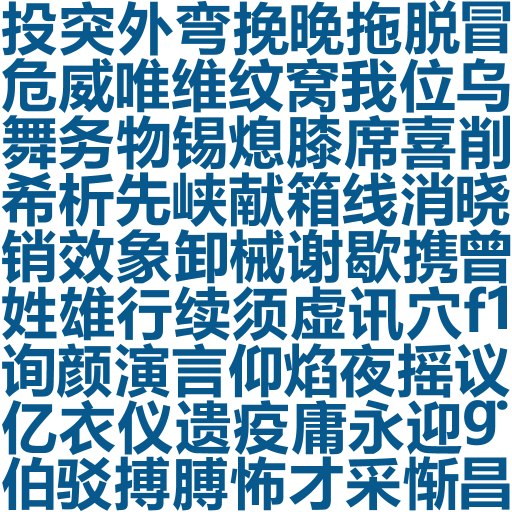 投突外弯挽晚拖脱冒
危威唯维纹窝我位乌
舞务物锡熄膝席喜削
希析先峡献箱线消晓
销效象卸械谢歇携曾
姓雄行续须虚讯穴f1
询颜演言仰焰夜摇议
亿衣仪遗疫庸永迎g·
伯驳搏膊怖才采惭昌